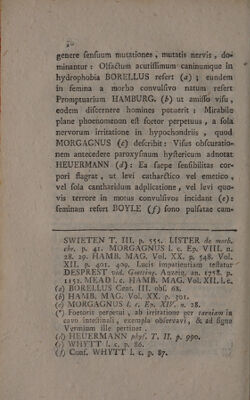 genere ſenſuum mutationes , mutatis nervis , do-
minantur : Olfactum acutiſſimum caninumque in
hydrophobia BORELLUS refert (a) ; eundem
in femina a morbo convulſivo natum refert
Promptuarium HAMBURG. (b) ut amiſſo viſu ,
eodem diſcernere homines potuerit : Mirabile
plane phoenomenon eſt foetor perpetuus , a ſola
nervorum irritatione in hypochondriis , quod
MORGAGNUS (c) deſcribit : Viſus obſcuratio-
nem antecedere paroxyſmum hyſtericum adnotat
HEUERMANN (d) : Ea ſaepe ſenſibilitas cor-
pori flagrat , ut levi cathartico vel emetico ,
vel ſola cantharidum adplicatione , vel levi quo-
vis terrore in motus convulſivos incidant (e) :
feminam refert BOYLE (f) ſono pulſatae cam-
SWIETEN T. III. p. 555. LISTER de morb.
chr. p. 41. MORGAGNUS l. c. Ep. VIII. n.
28. 29. HAMB. MAG. Vol. XX. p. 548. Vol.
XII. p. 401. 409. Lucis impatientiam teſtatur
DESPREST vid. Goetting. Anzeig. an. 1758. p.
1152. MEAD l. c. HAMB. MAG. Vol. XII. l. c.
(a) BORELLUS Cent. III. obſ. 68.
(b) HAMB. MAG. Vol. XX. p. 301.
(c) MORGAGNUS l. c. Ep. XIV. n. 28.
(*) Foetoris perpetui , ab irritatione per taeniam in
cavo inteſtinali , exempla obſervavi , & ad ſigna
Vermium ille pertinet .
(d) HEUERMANN phyſ. T. II. p. 990.
(e) WHYTT l. c. p. 86.
(f) Conf. WHYTT l. c. p. 87.